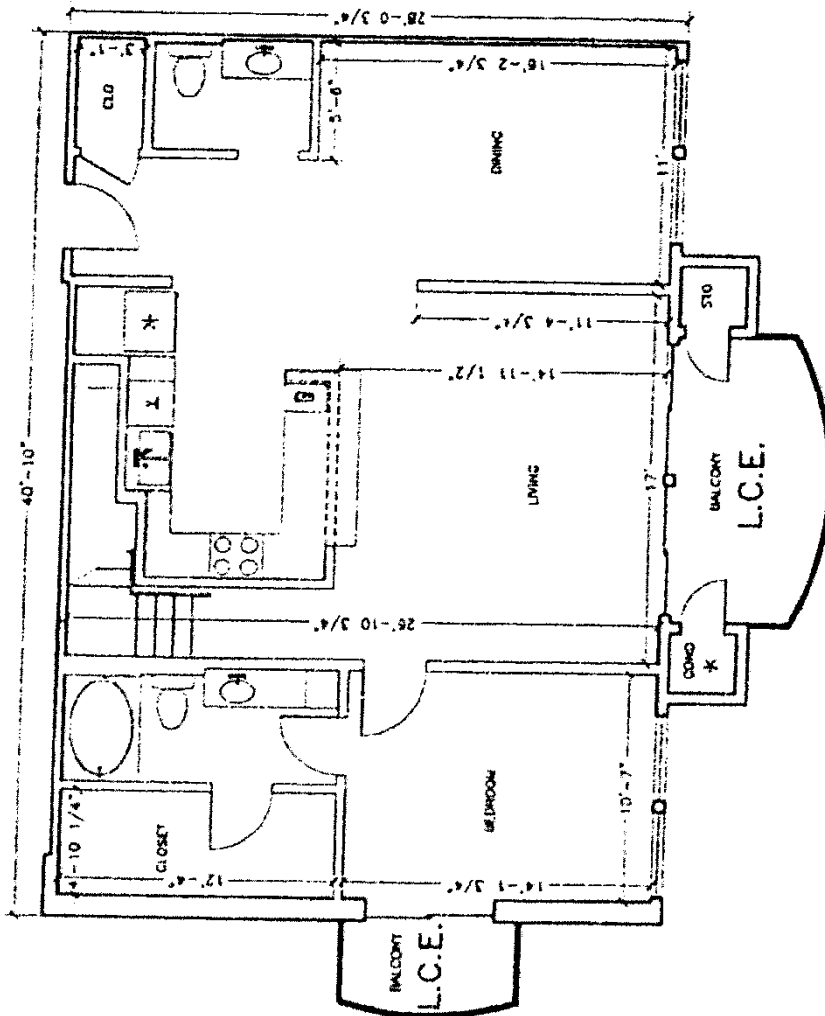 28'-0 3/4"
3'-1"
CLO
5'-6"
16'-2 3/4"
DINING
11'
40'-10"
11'-4 3/4"
STO
14'-11 1/2"
LIVING
17'
BALCONY
L.C.E.
26'-10 3/4"
COND
4'-10 1/4"
CLOSET
12'-4"
BEDROOM
14'-1 3/4"
10'-7"
BALCONY
L.C.E.